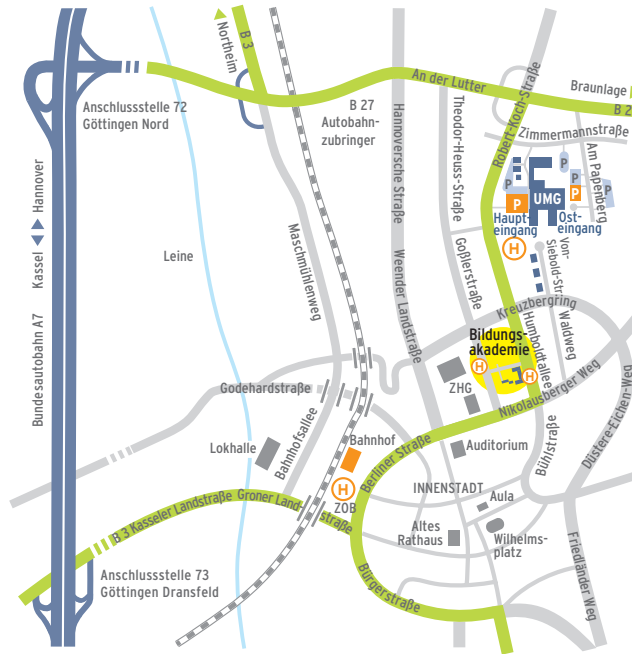 Northeim
B 3
An der Lutter
Braunlage
B 2
Anschlussstelle 72
Göttingen Nord
B 27
Autobahn-
zubringer
Hannoversche Straße
Theodor-Heuss-Straße
Robert-Koch-Straße
Zimmermannstraße
Am Papenberg
P
P
P
P
P
P
UMG
Haupt-
eingang
Ost-
eingang
H
Von-
Siebold-Str.
Kassel
Hannover
Bundesautobahn A7
Leine
Maschmühlenweg
Weender Landstraße
Goßlerstraße
Kreuzbergring
Bildungs-
akademie
H
H
Humboldtallee
Waldweg
Nikolausberger Weg
Düstere-Eichen-We
Godehardstraße
ZHG
Lokhalle
Bahnhofsallee
Bahnhof
H
ZOB
Berliner Straße
Auditorium
Bühlstraße
INNENSTADT
Aula
Altes
Rathaus
Wilhelms-
platz
B 3 Kasseler Landstraße
Groner Land-
straße
Anschlussstelle 73
Göttingen Dransfeld
Bürgerstraße
Friedländer Weg